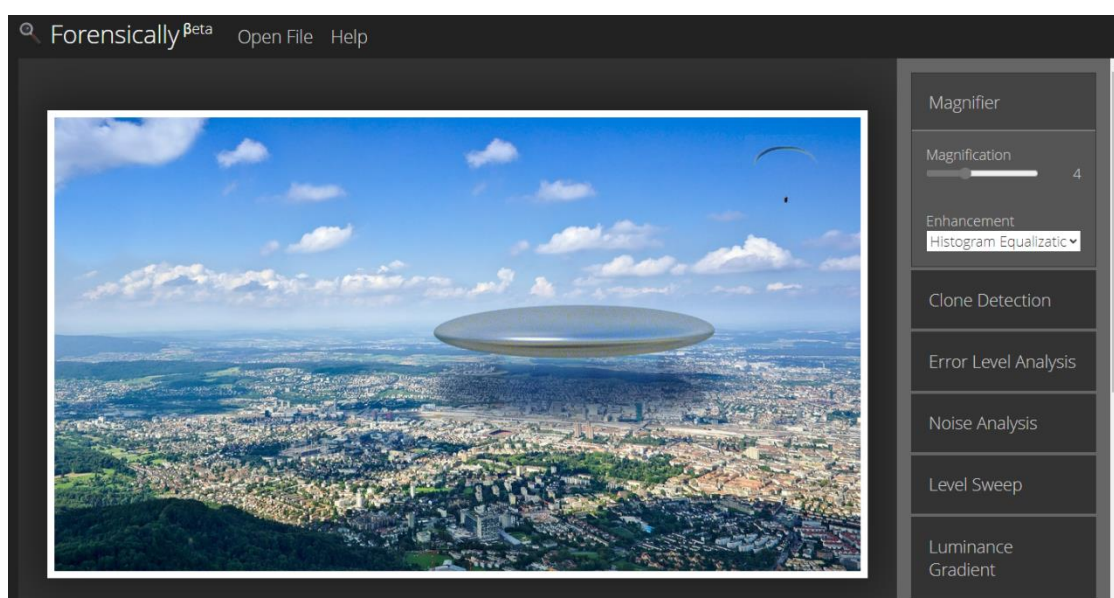 Forensically βeta Open File Help
Magnifier
Magnification
4
Enhancement
Histogram Equalizatic
Clone Detection
Error Level Analysis
Noise Analysis
Level Sweep
Luminance
Gradient